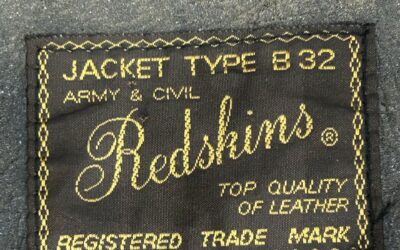 JACKET TYPE B 32
ARMY & CIVIL
Redskins ®
TOP QUALITY
OF LEATHER
REGISTERED TRADE MARK